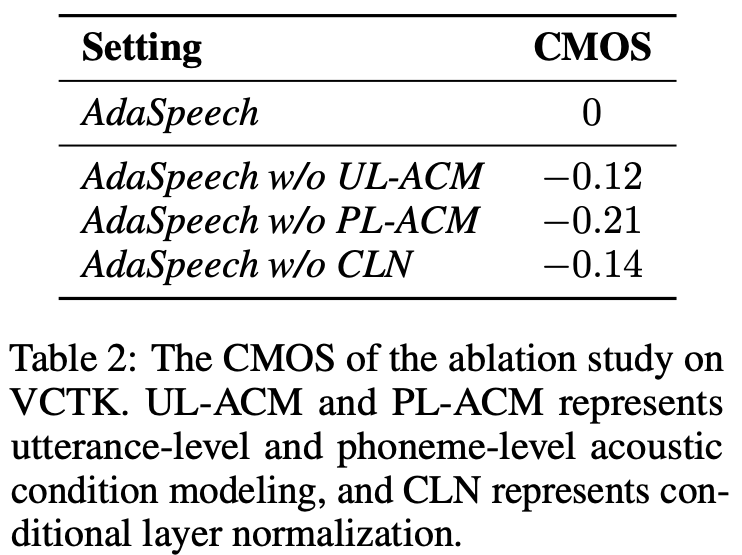 Setting CMOS
AdaSpeech 0
AdaSpeech w/o UL-ACM −0.12
AdaSpeech w/o PL-ACM −0.21
AdaSpeech w/o CLN −0.14
Table 2: The CMOS of the ablation study on
VCTK. UL-ACM and PL-ACM represents
utterance-level and phoneme-level acoustic
condition modeling, and CLN represents con-
ditional layer normalization.